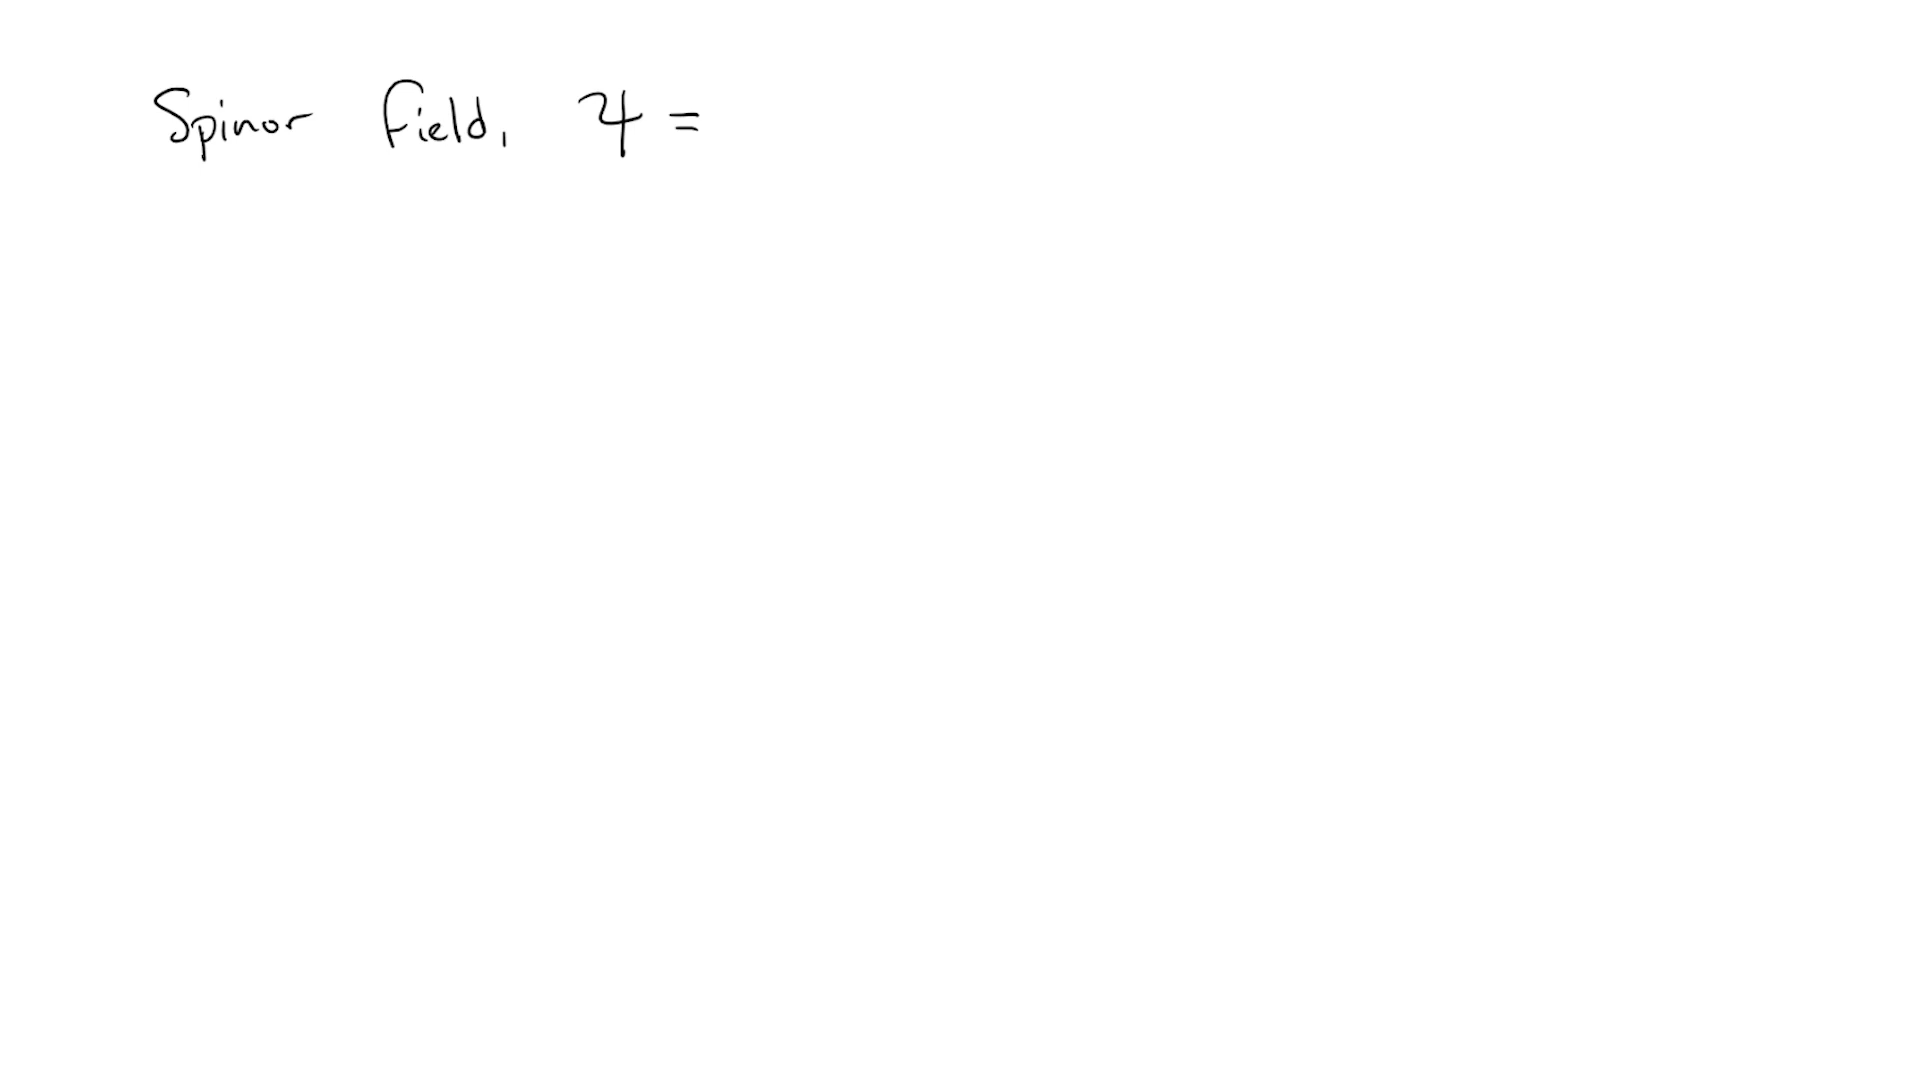 Spinor field, ψ =